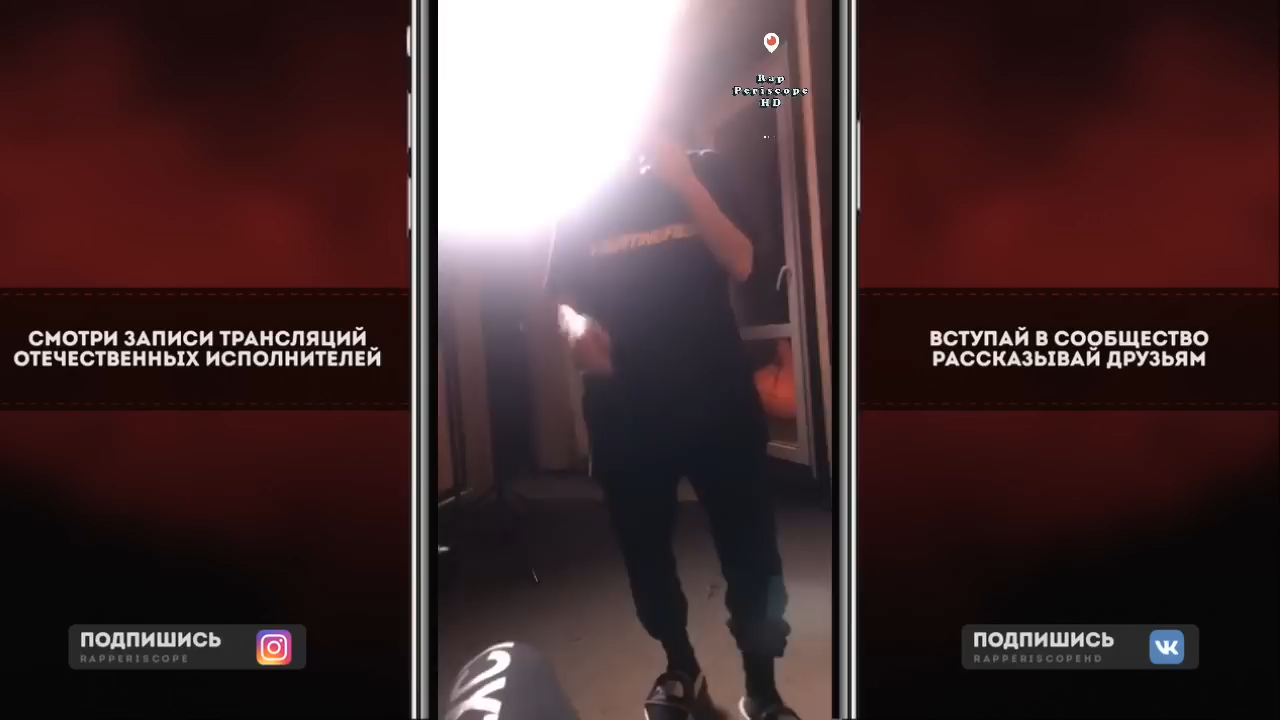 Rap
Periscope
HD
СМОТРИ ЗАПИСИ ТРАНСЛЯЦИЙ
ОТЕЧЕСТВЕННЫХ ИСПОЛНИТЕЛЕЙ
ВСТУПАЙ В СООБЩЕСТВО
РАССКАЗЫВАЙ ДРУЗЬЯМ
ПОДПИШИСЬ
RAPPERISCOPE
ПОДПИШИСЬ
RAPPERISCOPEHD